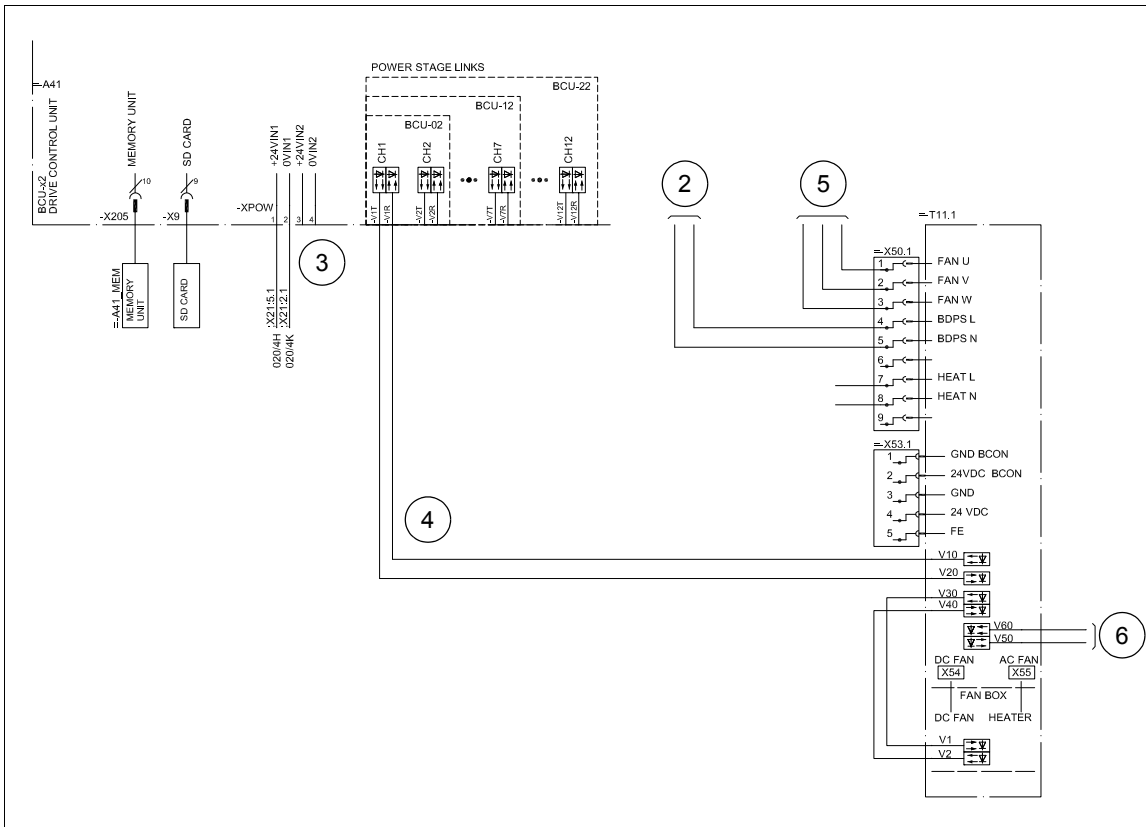 POWER STAGE LINKS
BCU-22
BCU-12
BCU-02
=-A41
BCU-x2
DRIVE CONTROL UNIT
MEMORY UNIT
10
-X205
=-A41_MEM
MEMORY
UNIT
SD CARD
9
-X9
SD CARD
-XPOW
+24VIN1
0VIN1
+24VIN2
0VIN2
1
2
3
4
:X21:5.1
:X21:2.1
020/4H
020/4K
CH1
CH2
CH7
CH12
-V1T
-V1R
-V2T
-V2R
-V7T
-V7R
-V12T
-V12R
3
2
5
4
6
=-T11.1
=-X50.1
1 FAN U
2 FAN V
3 FAN W
4 BDPS L
5 BDPS N
6
7 HEAT L
8 HEAT N
9
=-X53.1
1 GND BCON
2 24VDC BCON
3 GND
4 24 VDC
5 FE
V10
V20
V30
V40
V60
V50
DC FAN AC FAN
X54 X55
FAN BOX
DC FAN HEATER
V1
V2